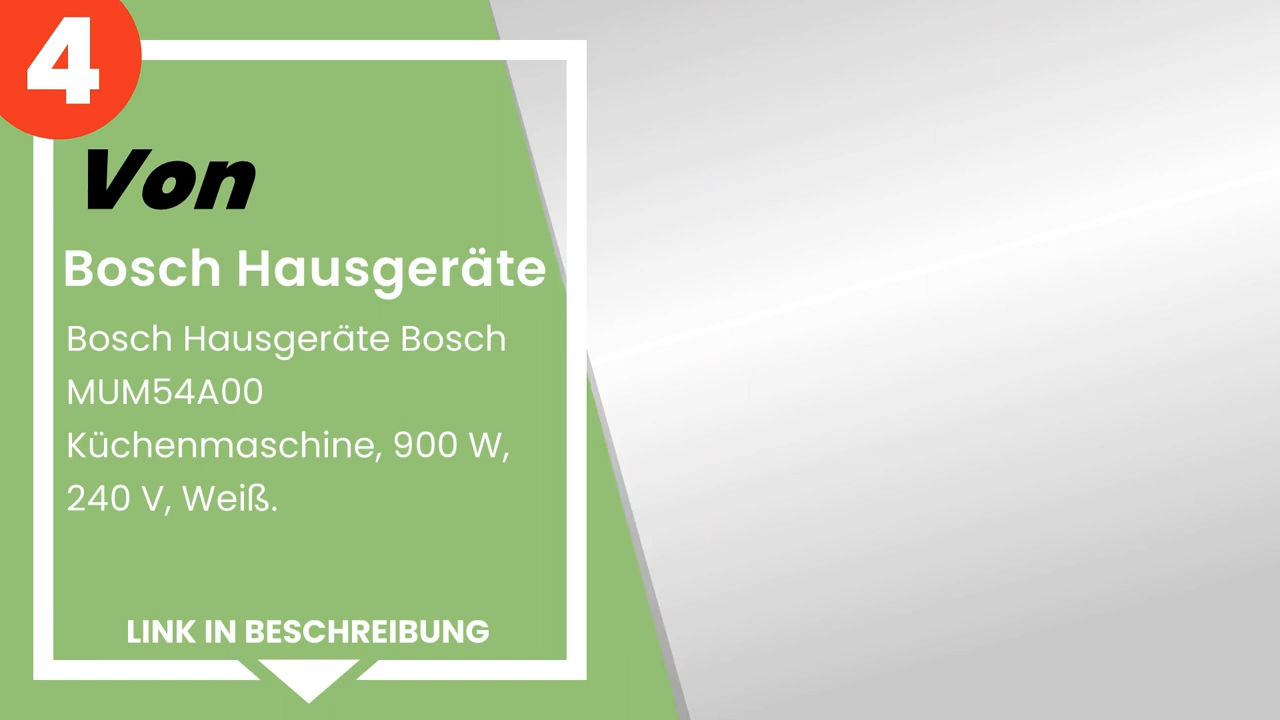 4
Von
Bosch Hausgeräte
Bosch Hausgeräte Bosch
MUM54A00
Küchenmaschine, 900 W,
240 V, Weiß.
LINK IN BESCHREIBUNG